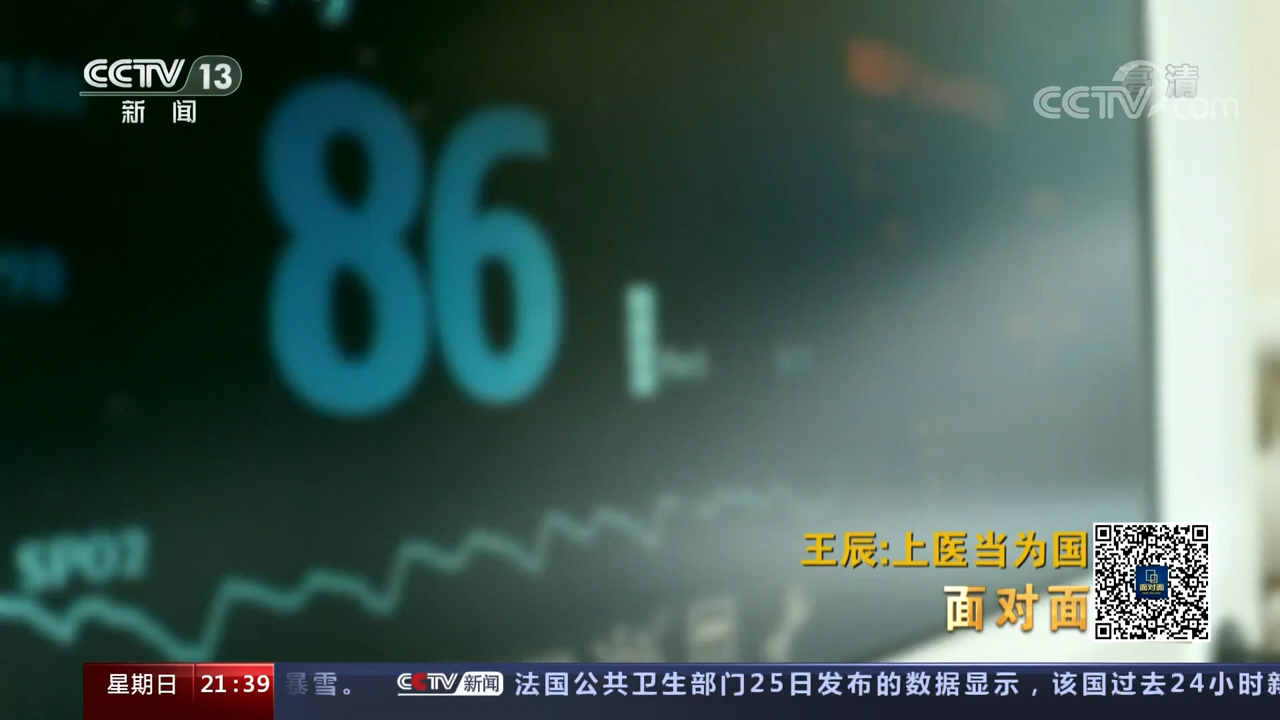 CCTV 13
新闻
高清
CCTV.com
86
SPO2
王辰:上医当为国
面对面
面对面
星期日 21:39 暴雪。 CCTV新闻 法国公共卫生部门25日发布的数据显示，该国过去24小时新